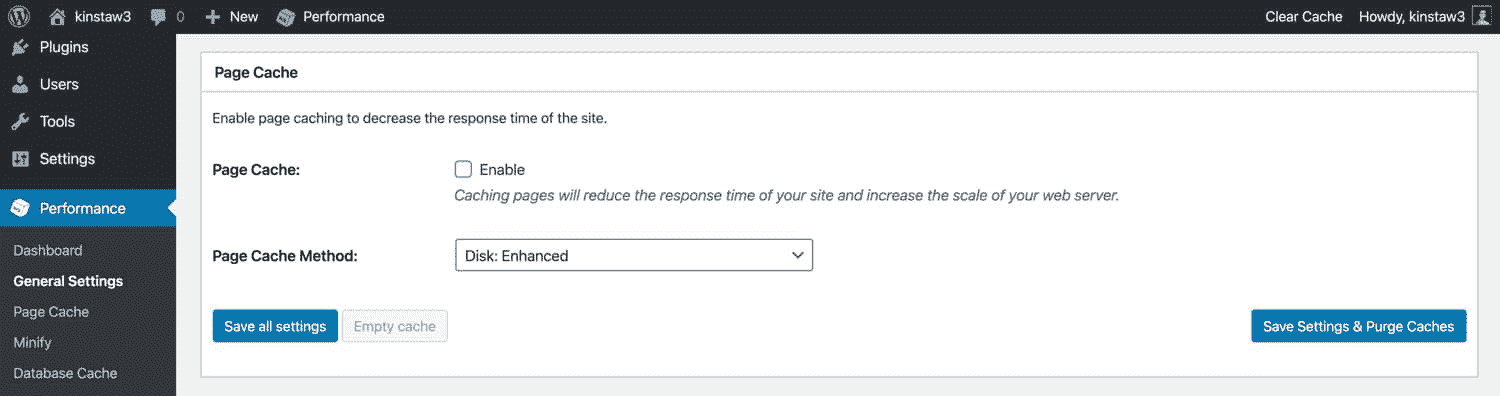 kinstaw3 0 New Performance Clear Cache Howdy, kinstaw3
Plugins
Users
Tools
Settings
Performance
Dashboard
General Settings
Page Cache
Minify
Database Cache
Page Cache
Enable page caching to decrease the response time of the site.
Page Cache: Enable
Caching pages will reduce the response time of your site and increase the scale of your web server.
Page Cache Method: Disk: Enhanced
Save all settings Empty cache Save Settings & Purge Caches